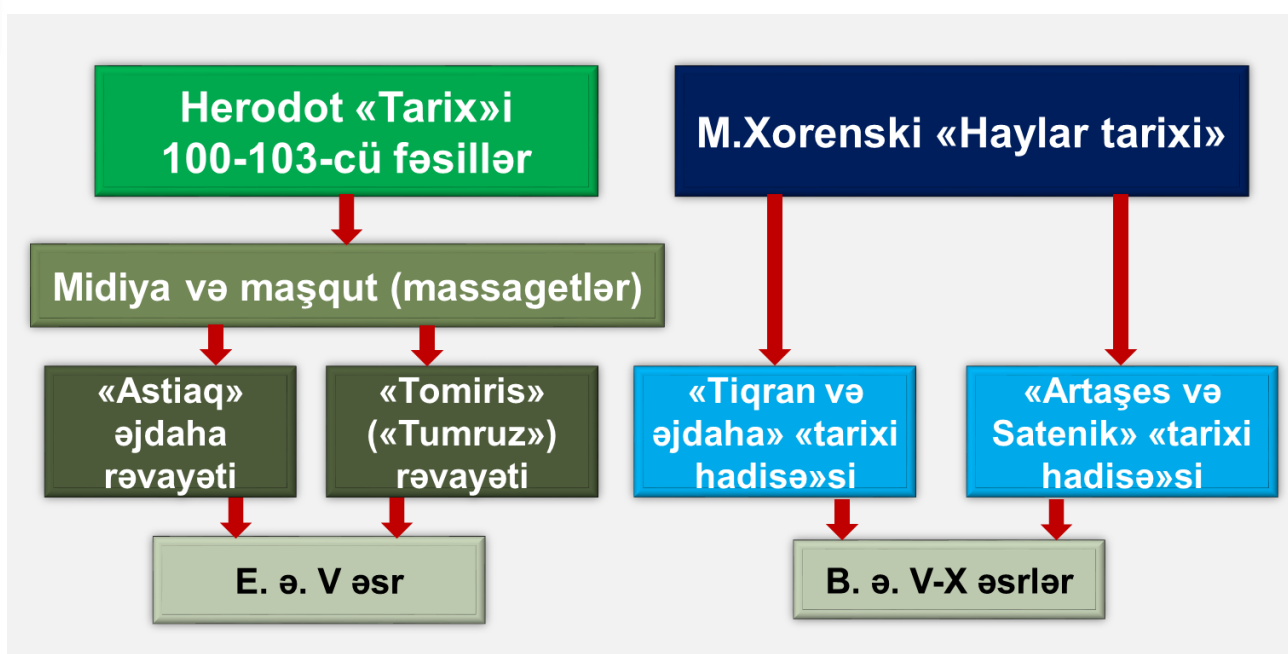 Herodot «Tarix»i
100-103-cü fəsillər
M.Xorenski «Haylar tarixi»
Midiya və maşqut (massagetlər)
«Astiaq»
əjdaha
rəvayəti
«Tomiris»
(«Tumruz»)
rəvayəti
«Tiqran və
əjdaha» «tarixi
hadisə»si
«Artaşes və
Satenik» «tarixi
hadisə»si
E. ə. V əsr
B. ə. V-X əsrlər